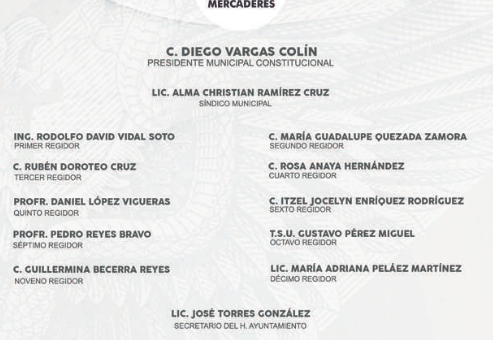 MERCADERES
C. DIEGO VARGAS COLÍN
PRESIDENTE MUNICIPAL CONSTITUCIONAL
LIC. ALMA CHRISTIAN RAMÍREZ CRUZ
SÍNDICO MUNICIPAL
ING. RODOLFO DAVID VIDAL SOTO
PRIMER REGIDOR
C. MARÍA GUADALUPE QUEZADA ZAMORA
SEGUNDO REGIDOR
C. RUBÉN DOROTEO CRUZ
TERCER REGIDOR
C. ROSA ANAYA HERNÁNDEZ
CUARTO REGIDOR
PROFR. DANIEL LÓPEZ VIGUERAS
QUINTO REGIDOR
C. ITZEL JOCELYN ENRÍQUEZ RODRÍGUEZ
SEXTO REGIDOR
PROFR. PEDRO REYES BRAVO
SÉPTIMO REGIDOR
T.S.U. GUSTAVO PÉREZ MIGUEL
OCTAVO REGIDOR
C. GUILLERMINA BECERRA REYES
NOVENO REGIDOR
LIC. MARÍA ADRIANA PELÁEZ MARTÍNEZ
DÉCIMO REGIDOR
LIC. JOSÉ TORRES GONZÁLEZ
SECRETARIO DEL H. AYUNTAMIENTO